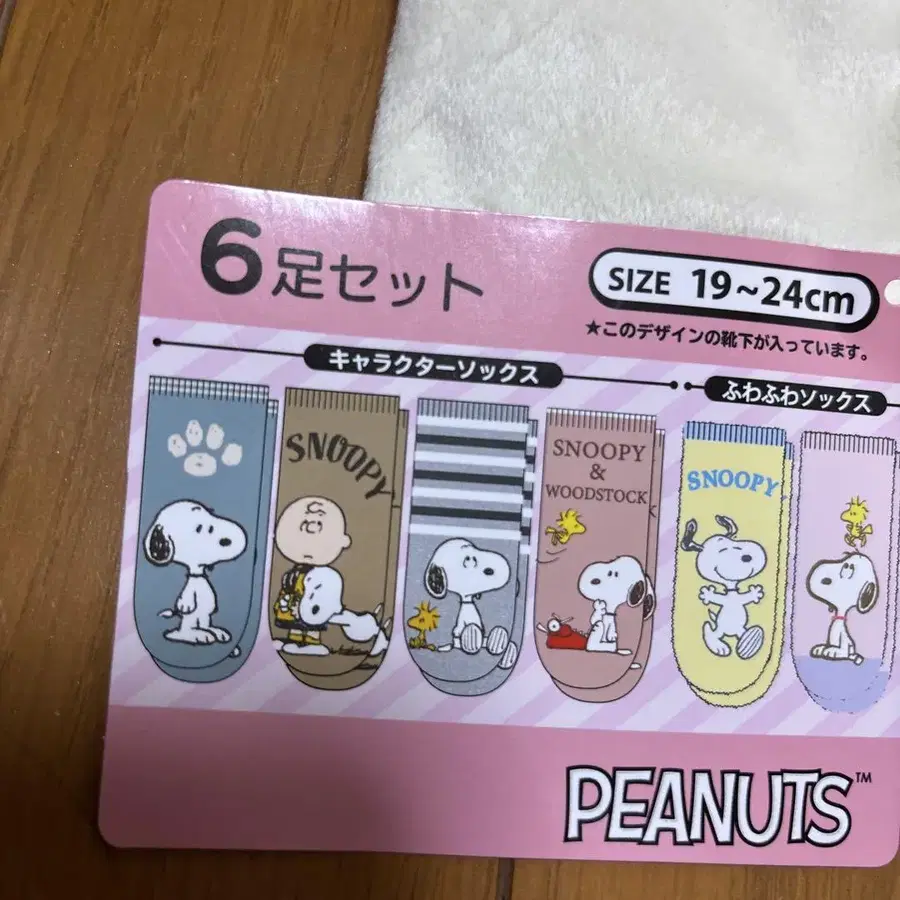 6足セット
SIZE 19~24cm
★このデザインの靴下が入っています。
キャラクターソックス
ふわふわソックス
SNOOPY
SNOOPY
&
WOODSTOCK
SNOOPY
PEANUTS™